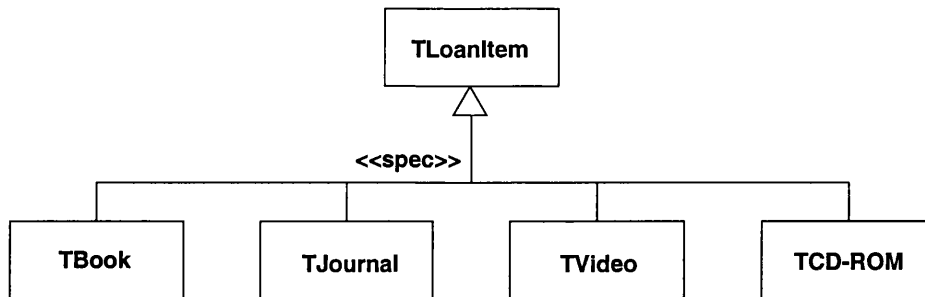 TLoanItem
<<spec>>
TBook
TJournal
TVideo
TCD-ROM